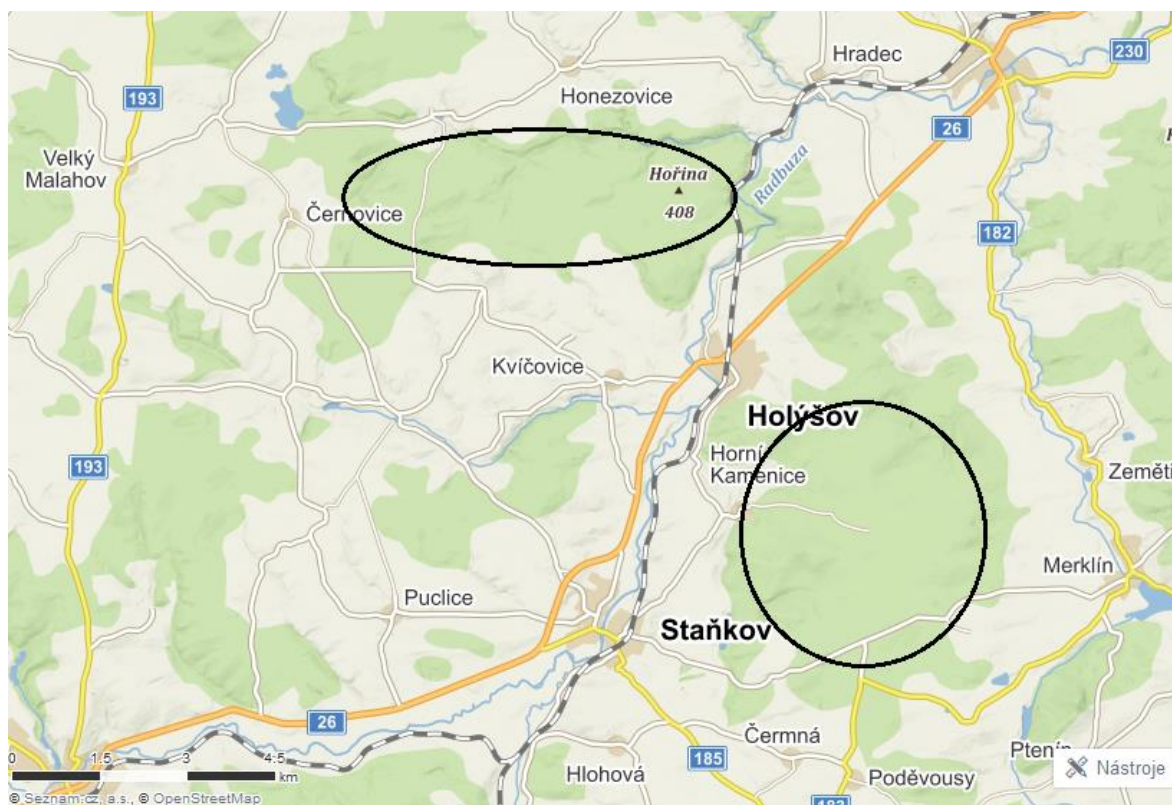 Hradec
230
193
Honezovice
26
Velký
Malahov
Hořina
408
Radbuza
Černovice
182
Kvíčovice
Holýšov
Horní
Kamenice
193
Zeměti
Merklín
Puclice
Staňkov
26
Čermná
Ptenín
185
Hlohová
Poděvousy
Nástroje
0 1.5 3 4.5
km
© Seznam.cz, a.s., © OpenStreetMap